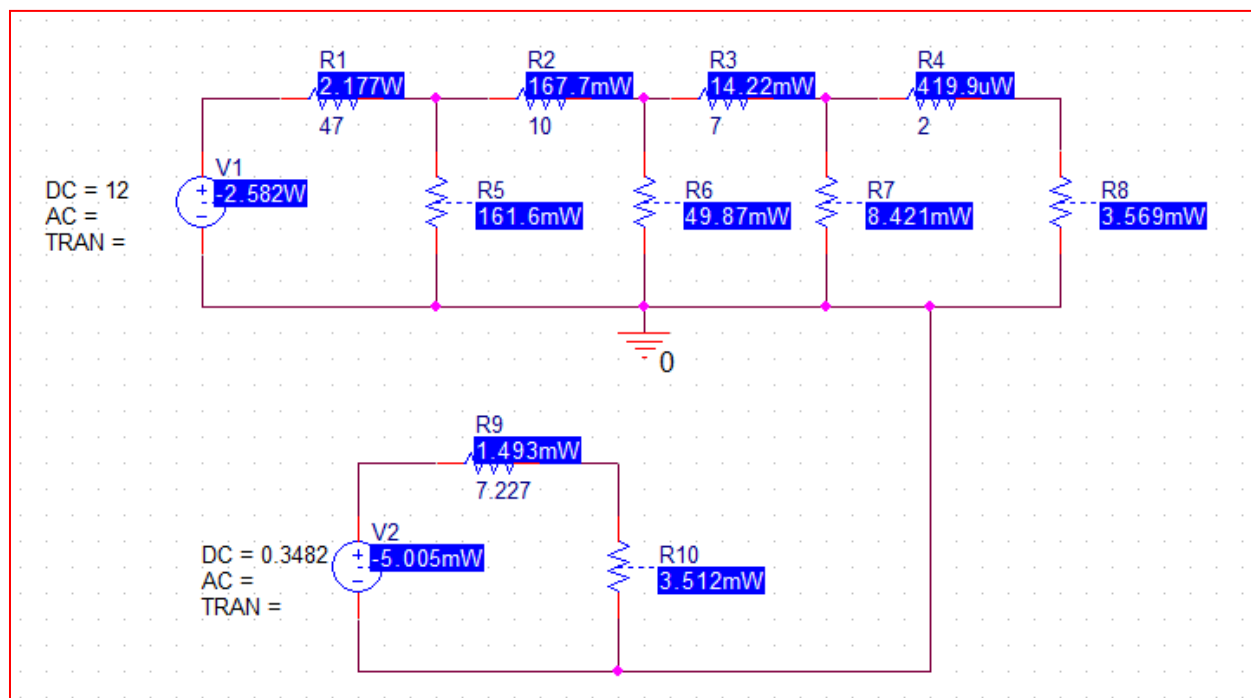 R1
2.177W
47
R2
167.7mW
10
R3
14.22mW
7
R4
419.9uW
2
V1
-2.582W
DC = 12
AC =
TRAN =
R5
161.6mW
R6
49.87mW
R7
8.421mW
R8
3.569mW
0
R9
1.493mW
7.227
V2
-5.005mW
DC = 0.3482
AC =
TRAN =
R10
3.512mW